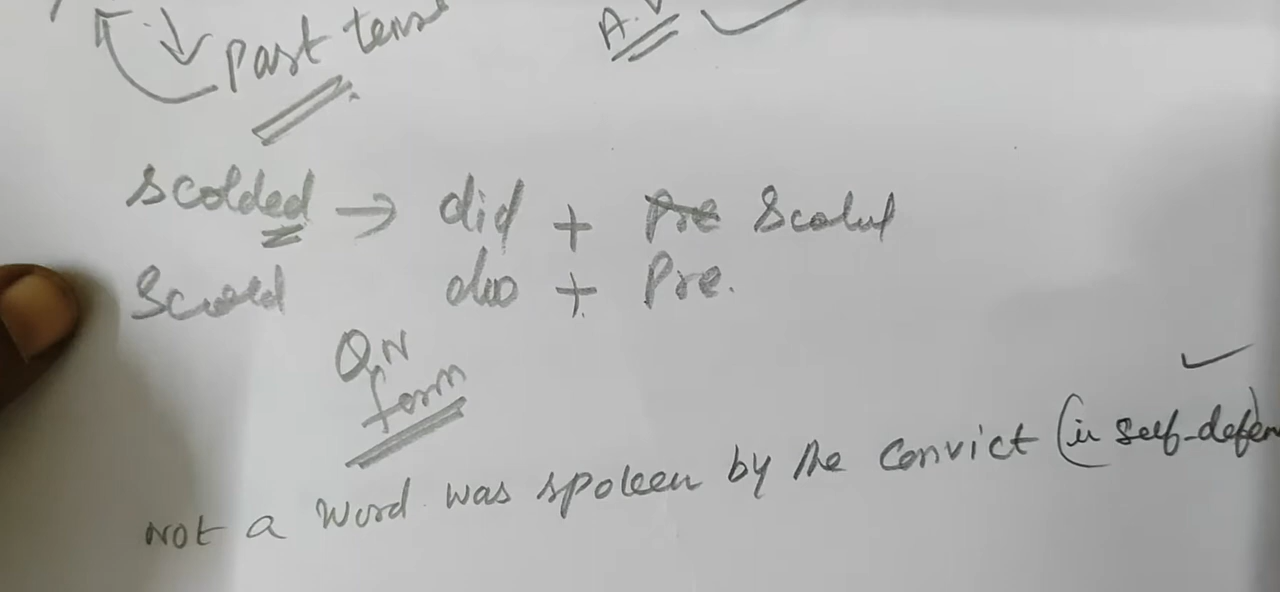 past tense A.V
scolded → did + Pre Scold
Scold do + Pre.
QN
form
Not a word was spoken by the convict (in self-defen